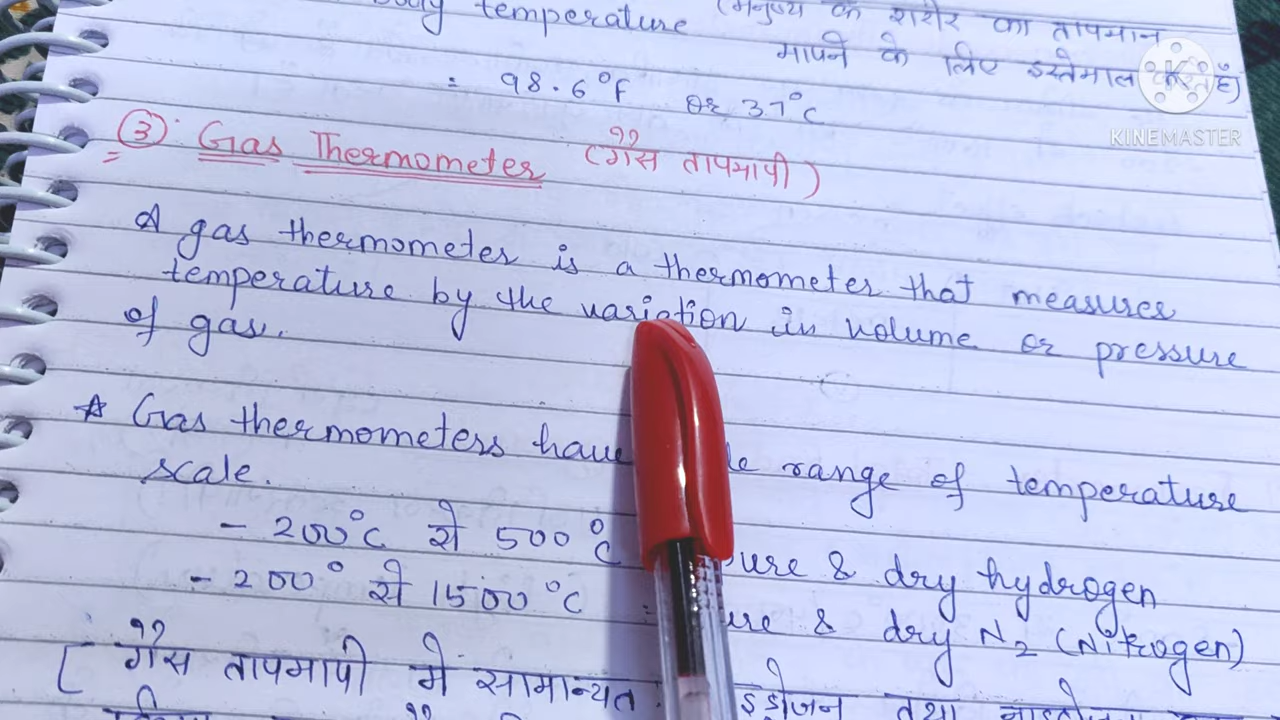 temperature (मनुष्य के शरीर का तापमान
मापने के लिए इस्तेमाल
= 98.6°F or 37°C
KINEMASTER
③ Gas Thermometer (गैस तापमापी)
A gas thermometer is a thermometer that measures
temperature by the variation in volume or pressure
of gas.
☆ Gas thermometers have range of temperature
scale.
- 200°C से 500°C & dry hydrogen
- 200° से 1500°C : & dry N₂ (Nitrogen)
[ गैस तापमापी में सामान्यत तथा